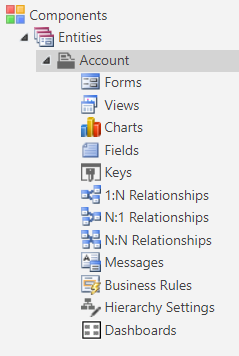 Components
Entities
Account
Forms
Views
Charts
Fields
Keys
1:N Relationships
N:1 Relationships
N:N Relationships
Messages
Business Rules
Hierarchy Settings
Dashboards